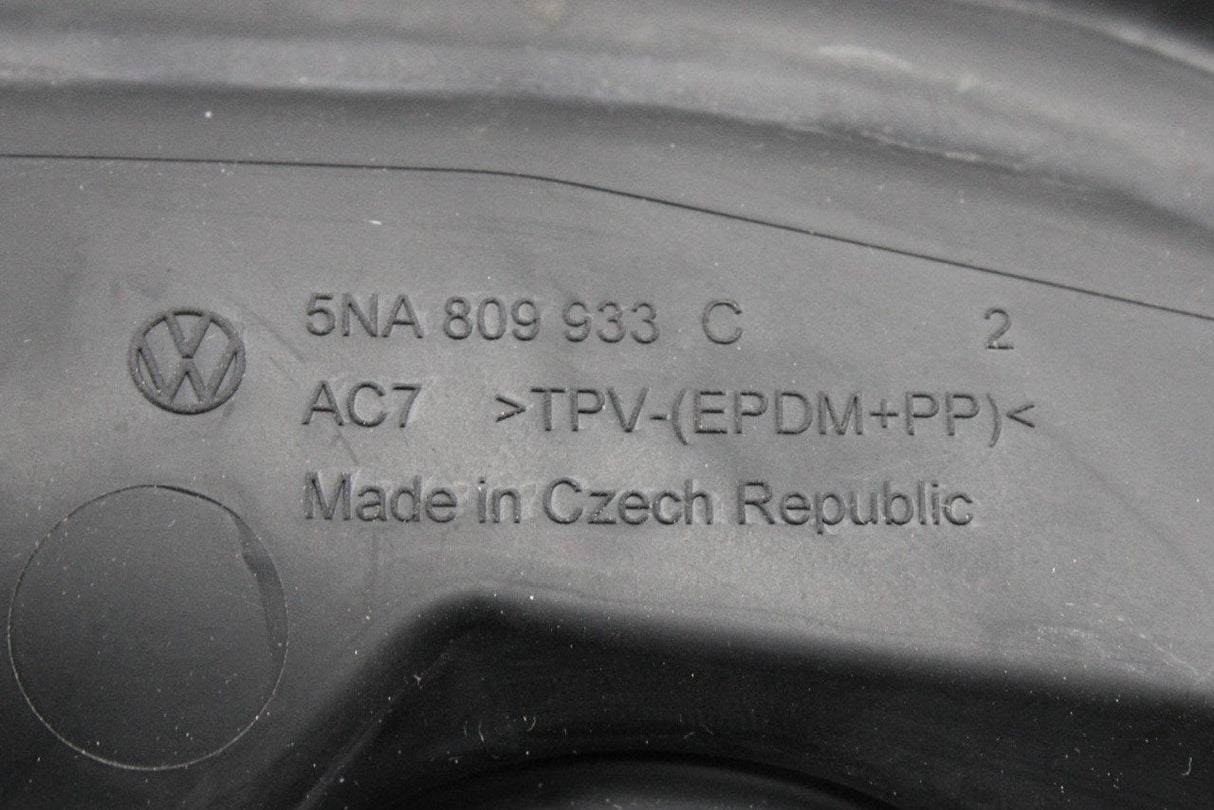 5NA 809 933 C 2
AC7 >TPV-(EPDM+PP)<
Made in Czech Republic